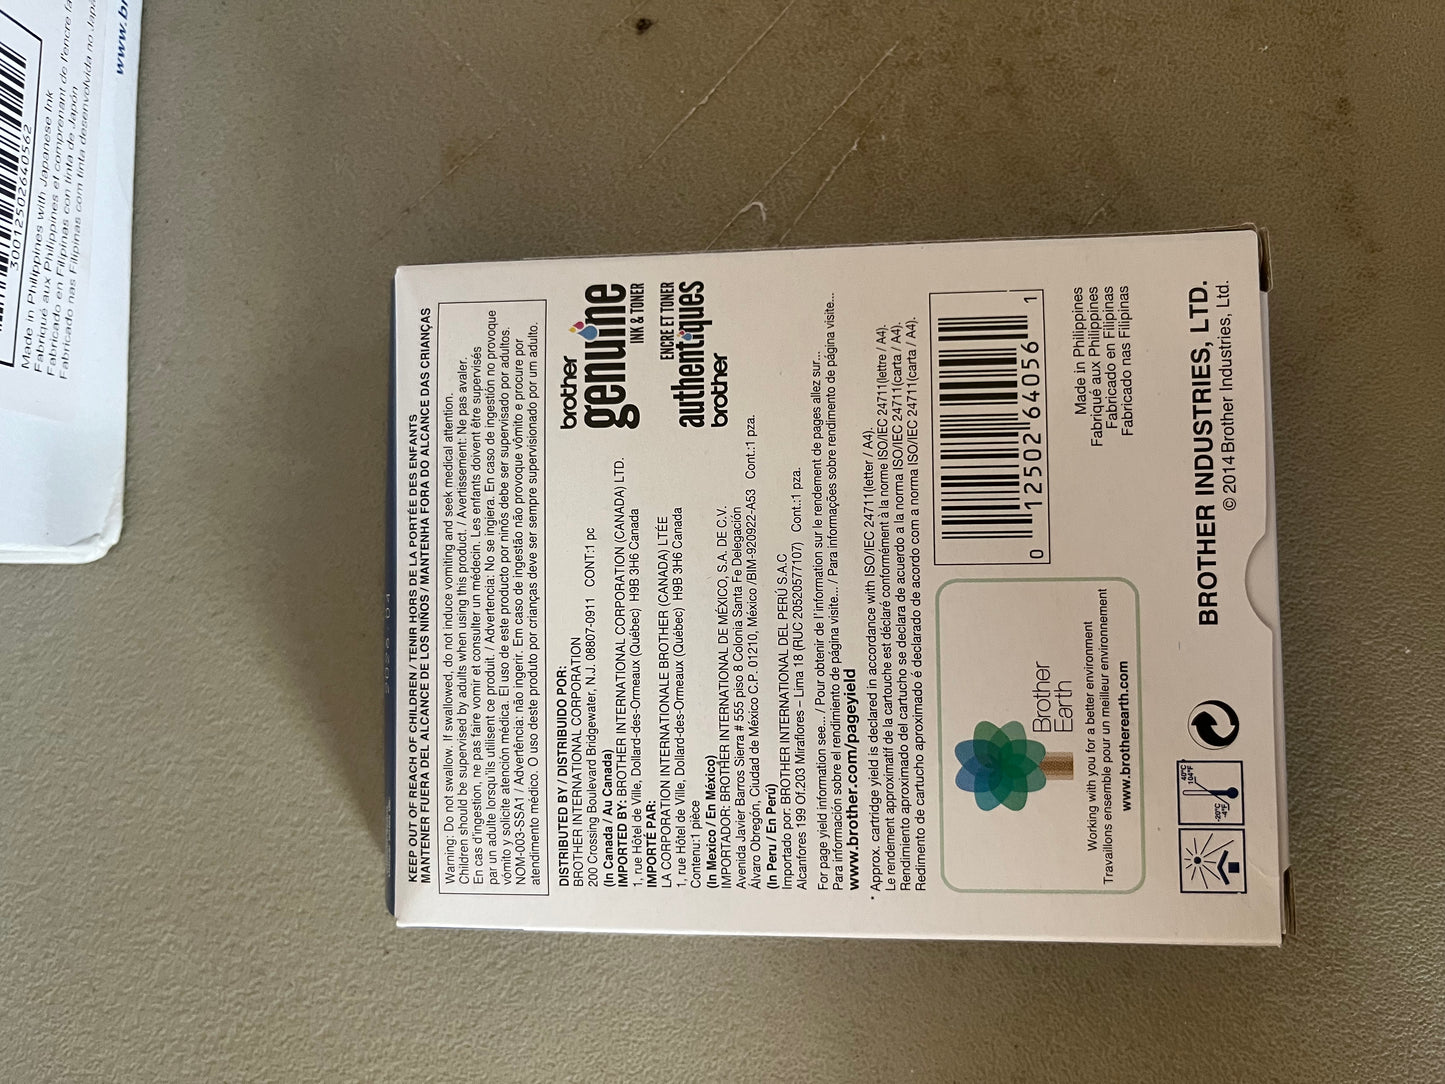 www.br
30012502640562
Made in Philippines with Japanese Ink
Fabriqué aux Philippines et comprenant de l'encre fa
Fabricado en Filipinas con tinta de Japón
Fabricado nas Filipinas com tinta desenvolvida no Japã
KEEP OUT OF REACH OF CHILDREN / TENIR HORS DE LA PORTÉE DES ENFANTS
MANTENER FUERA DEL ALCANCE DE LOS NIÑOS / MANTENHA FORA DO ALCANCE DAS CRIANÇAS
Warning: Do not swallow. If swallowed, do not induce vomiting and seek medical attention.
Children should be supervised by adults when using this product. / Avertissement: Ne pas avaler.
En cas d'ingestion, ne pas faire vomir et consulter un médecin. Les enfants doivent être supervisés
par un adulte lorsqu'ils utilisent ce produit. / Advertencia: No se ingiera. En caso de ingestión no provoque
vómito y solicite atención médica. El uso de este producto por niños debe ser supervisado por adultos.
NOM-003-SSA1 / Advertência: não ingerir. Em caso de ingestão não provoque vômito e procure por
atendimento médico. O uso deste produto por crianças deve ser sempre supervisionado por um adulto.
DISTRIBUTED BY / DISTRIBUIDO POR:
BROTHER INTERNATIONAL CORPORATION
200 Crossing Boulevard Bridgewater, N.J. 08807-0911 CONT:1 pc
(In Canada / Au Canada)
IMPORTED BY: BROTHER INTERNATIONAL CORPORATION (CANADA) LTD.
1, rue Hôtel de Ville, Dollard-des-Ormeaux (Québec) H9B 3H6 Canada
IMPORTÉ PAR:
LA CORPORATION INTERNATIONALE BROTHER (CANADA) LTÉE
1, rue Hôtel de Ville, Dollard-des-Ormeaux (Québec) H9B 3H6 Canada
Contenu:1 pièce
(In Mexico / En México)
IMPORTADOR: BROTHER INTERNATIONAL DE MÉXICO, S.A. DE C.V.
Avenida Javier Barros Sierra # 555 piso 8 Colonia Santa Fe Delegación
Álvaro Obregón, Ciudad de México C.P. 01210, México /BIM-920922-A53 Cont.:1 pza.
(In Peru / En Perú)
Importado por: BROTHER INTERNATIONAL DEL PERÚ S.A.C
Alcanfores 199 Of.203 Miraflores – Lima 18 (RUC 20520577107) Cont.:1 pza.
brother
genuine
INK & TONER
ENCRE ET TONER
authentiques
brother
For page yield information see... / Pour obtenir de l'information sur le rendement de pages allez sur...
Para información sobre el rendimiento de página visite... / Para informações sobre rendimento de página visite...
www.brother.com/pageyield
* Approx. cartridge yield is declared in accordance with ISO/IEC 24711(letter / A4).
Le rendement approximatif de la cartouche est déclaré conformément à la norme ISO/IEC 24711(lettre / A4).
Rendimiento aproximado del cartucho se declara de acuerdo a la norma ISO/IEC 24711(carta / A4).
Redimento de cartucho aproximado é declarado de acordo com a norma ISO/IEC 24711(carta / A4).
Brother
Earth
Working with you for a better environment
Travaillons ensemble pour un meilleur environnement
www.brotherearth.com
0 12502 64056 1
Made in Philippines
Fabriqué aux Philippines
Fabricado en Filipinas
Fabricado nas Filipinas
-20°C
-4°F
40°C
104°F
BROTHER INDUSTRIES, LTD.
© 2014 Brother Industries, Ltd.